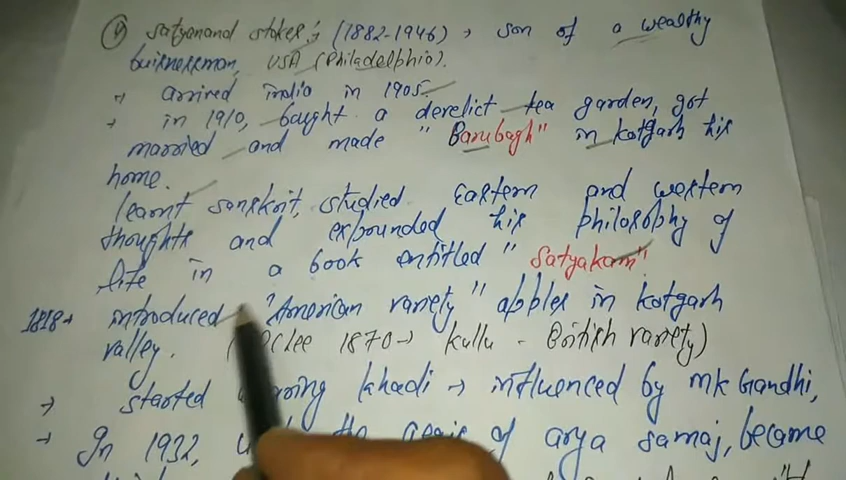 ④ Satyanand stokes :- (1882-1946) → son of a wealthy
buisnessman, USA (Philadelphia).
→ arrived India in 1905.
→ in 1910, bought a derelict tea garden, got
married and made "Barubagh" in kotgarh his
home.
learnt sanskrit, studied Eastern and western
thoughts and expounded his philosophy of
life in a book entitled "Satyakam"
1818→ introduced "American variety" apples in kotgarh
valley. Lee 1870→ kullu - British variety)
→ started khadi → influenced by MK Gandhi,
→ In 1932, of arya samaj, became